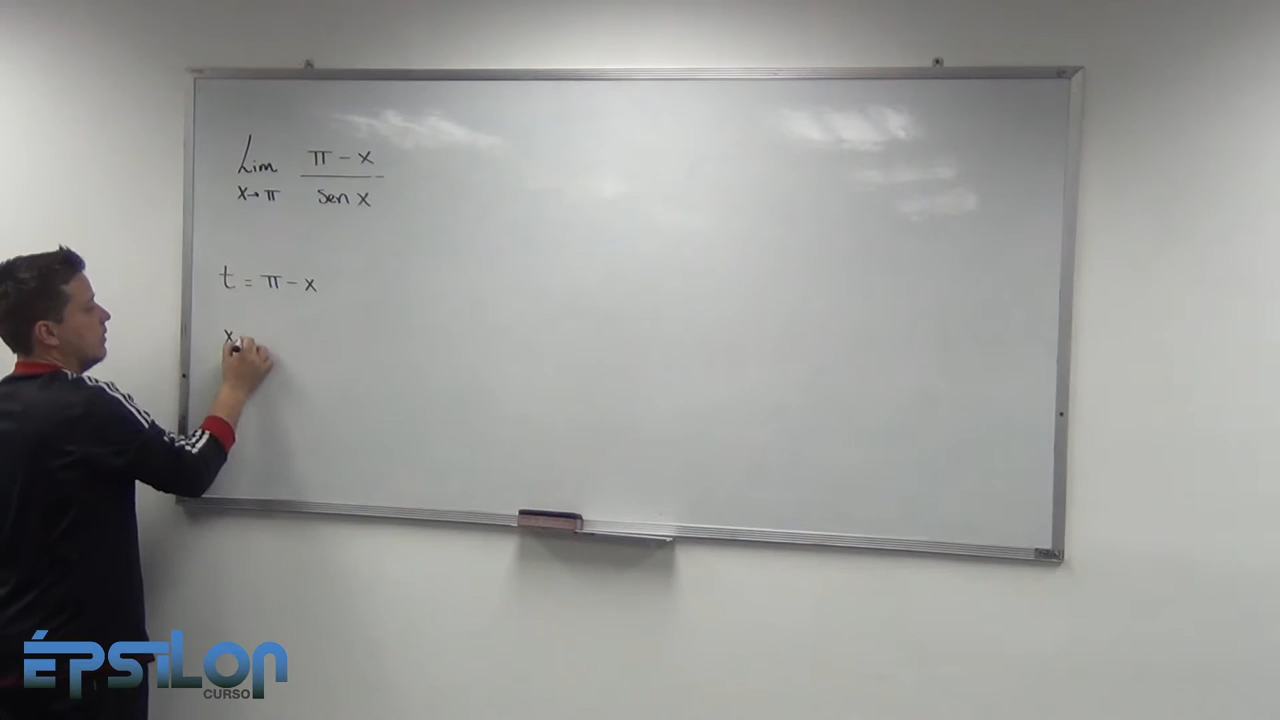 Lim π - x
x→π sen x
t = π - x
x
ÉPSILON
CURSO